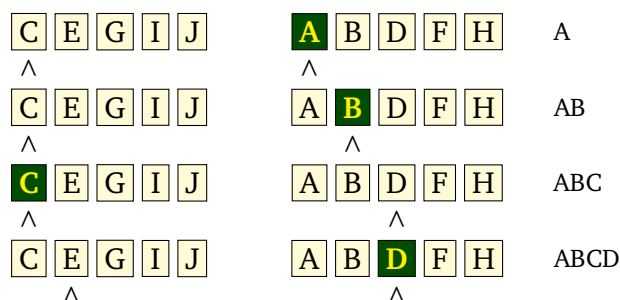 C E G I J A B D F H A
^ ^
C E G I J A B D F H AB
^ ^
C E G I J A B D F H ABC
^ ^
C E G I J A B D F H ABCD
^ ^